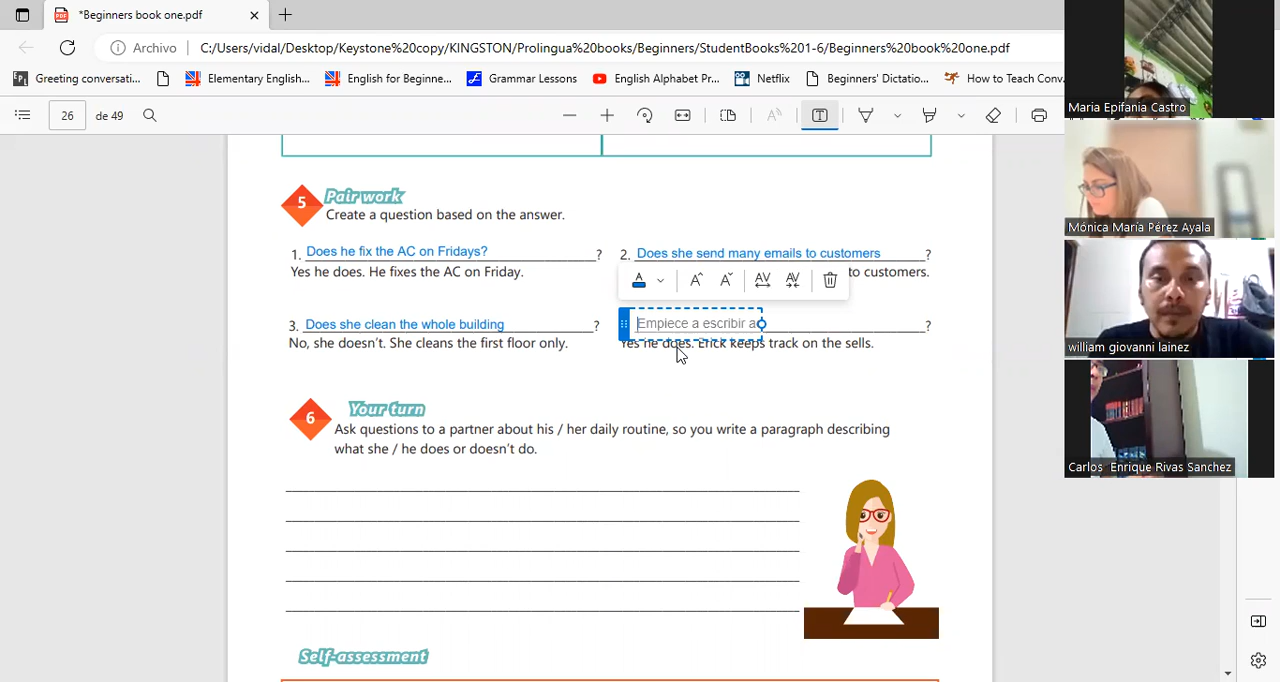 *Beginners book one.pdf
Archivo C:/Users/vidal/Desktop/Keystone%20copy/KINGSTON/Prolingua%20books/Beginners/StudentBooks%201-6/Beginners%20book%20one.pdf
Greeting conversati... Elementary English... English for Beginne... Grammar Lessons English Alphabet Pr... Netflix Beginners' Dictatio... How to Teach Conv
26 de 49
5 Pair work
Create a question based on the answer.
1. Does he fix the AC on Fridays? ?
Yes he does. He fixes the AC on Friday.
2. Does she send many emails to customers ?
to customers.
3. Does she clean the whole building ?
No, she doesn't. She cleans the first floor only.
Empiece a escribir a ?
Yes he does. Erick keeps track on the sells.
6 Your turn
Ask questions to a partner about his / her daily routine, so you write a paragraph describing
what she / he does or doesn't do.
Self-assessment
Maria Epifania Castro
Mónica María Pérez Ayala
william giovanni lainez
Carlos Enrique Rivas Sanchez